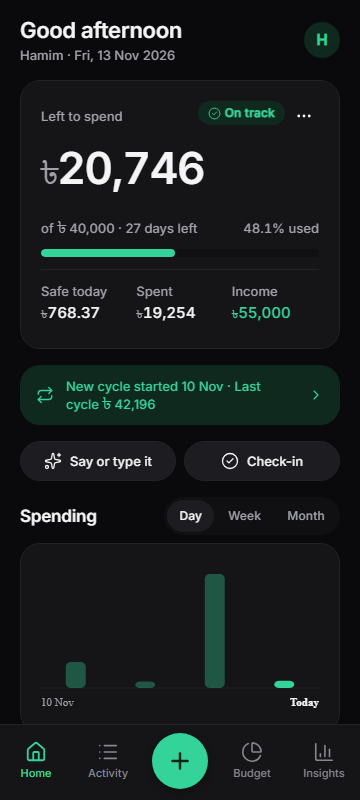 Good afternoon
Hamim · Fri, 13 Nov 2026
H
Left to spend
On track
৳20,746
of ৳ 40,000 · 27 days left
48.1% used
Safe today
Spent
Income
৳768.37
৳19,254
৳55,000
New cycle started 10 Nov · Last
cycle ৳ 42,196
Say or type it
Check-in
Spending
Day
Week
Month
10 Nov
Today
Home
Activity
Budget
Insights